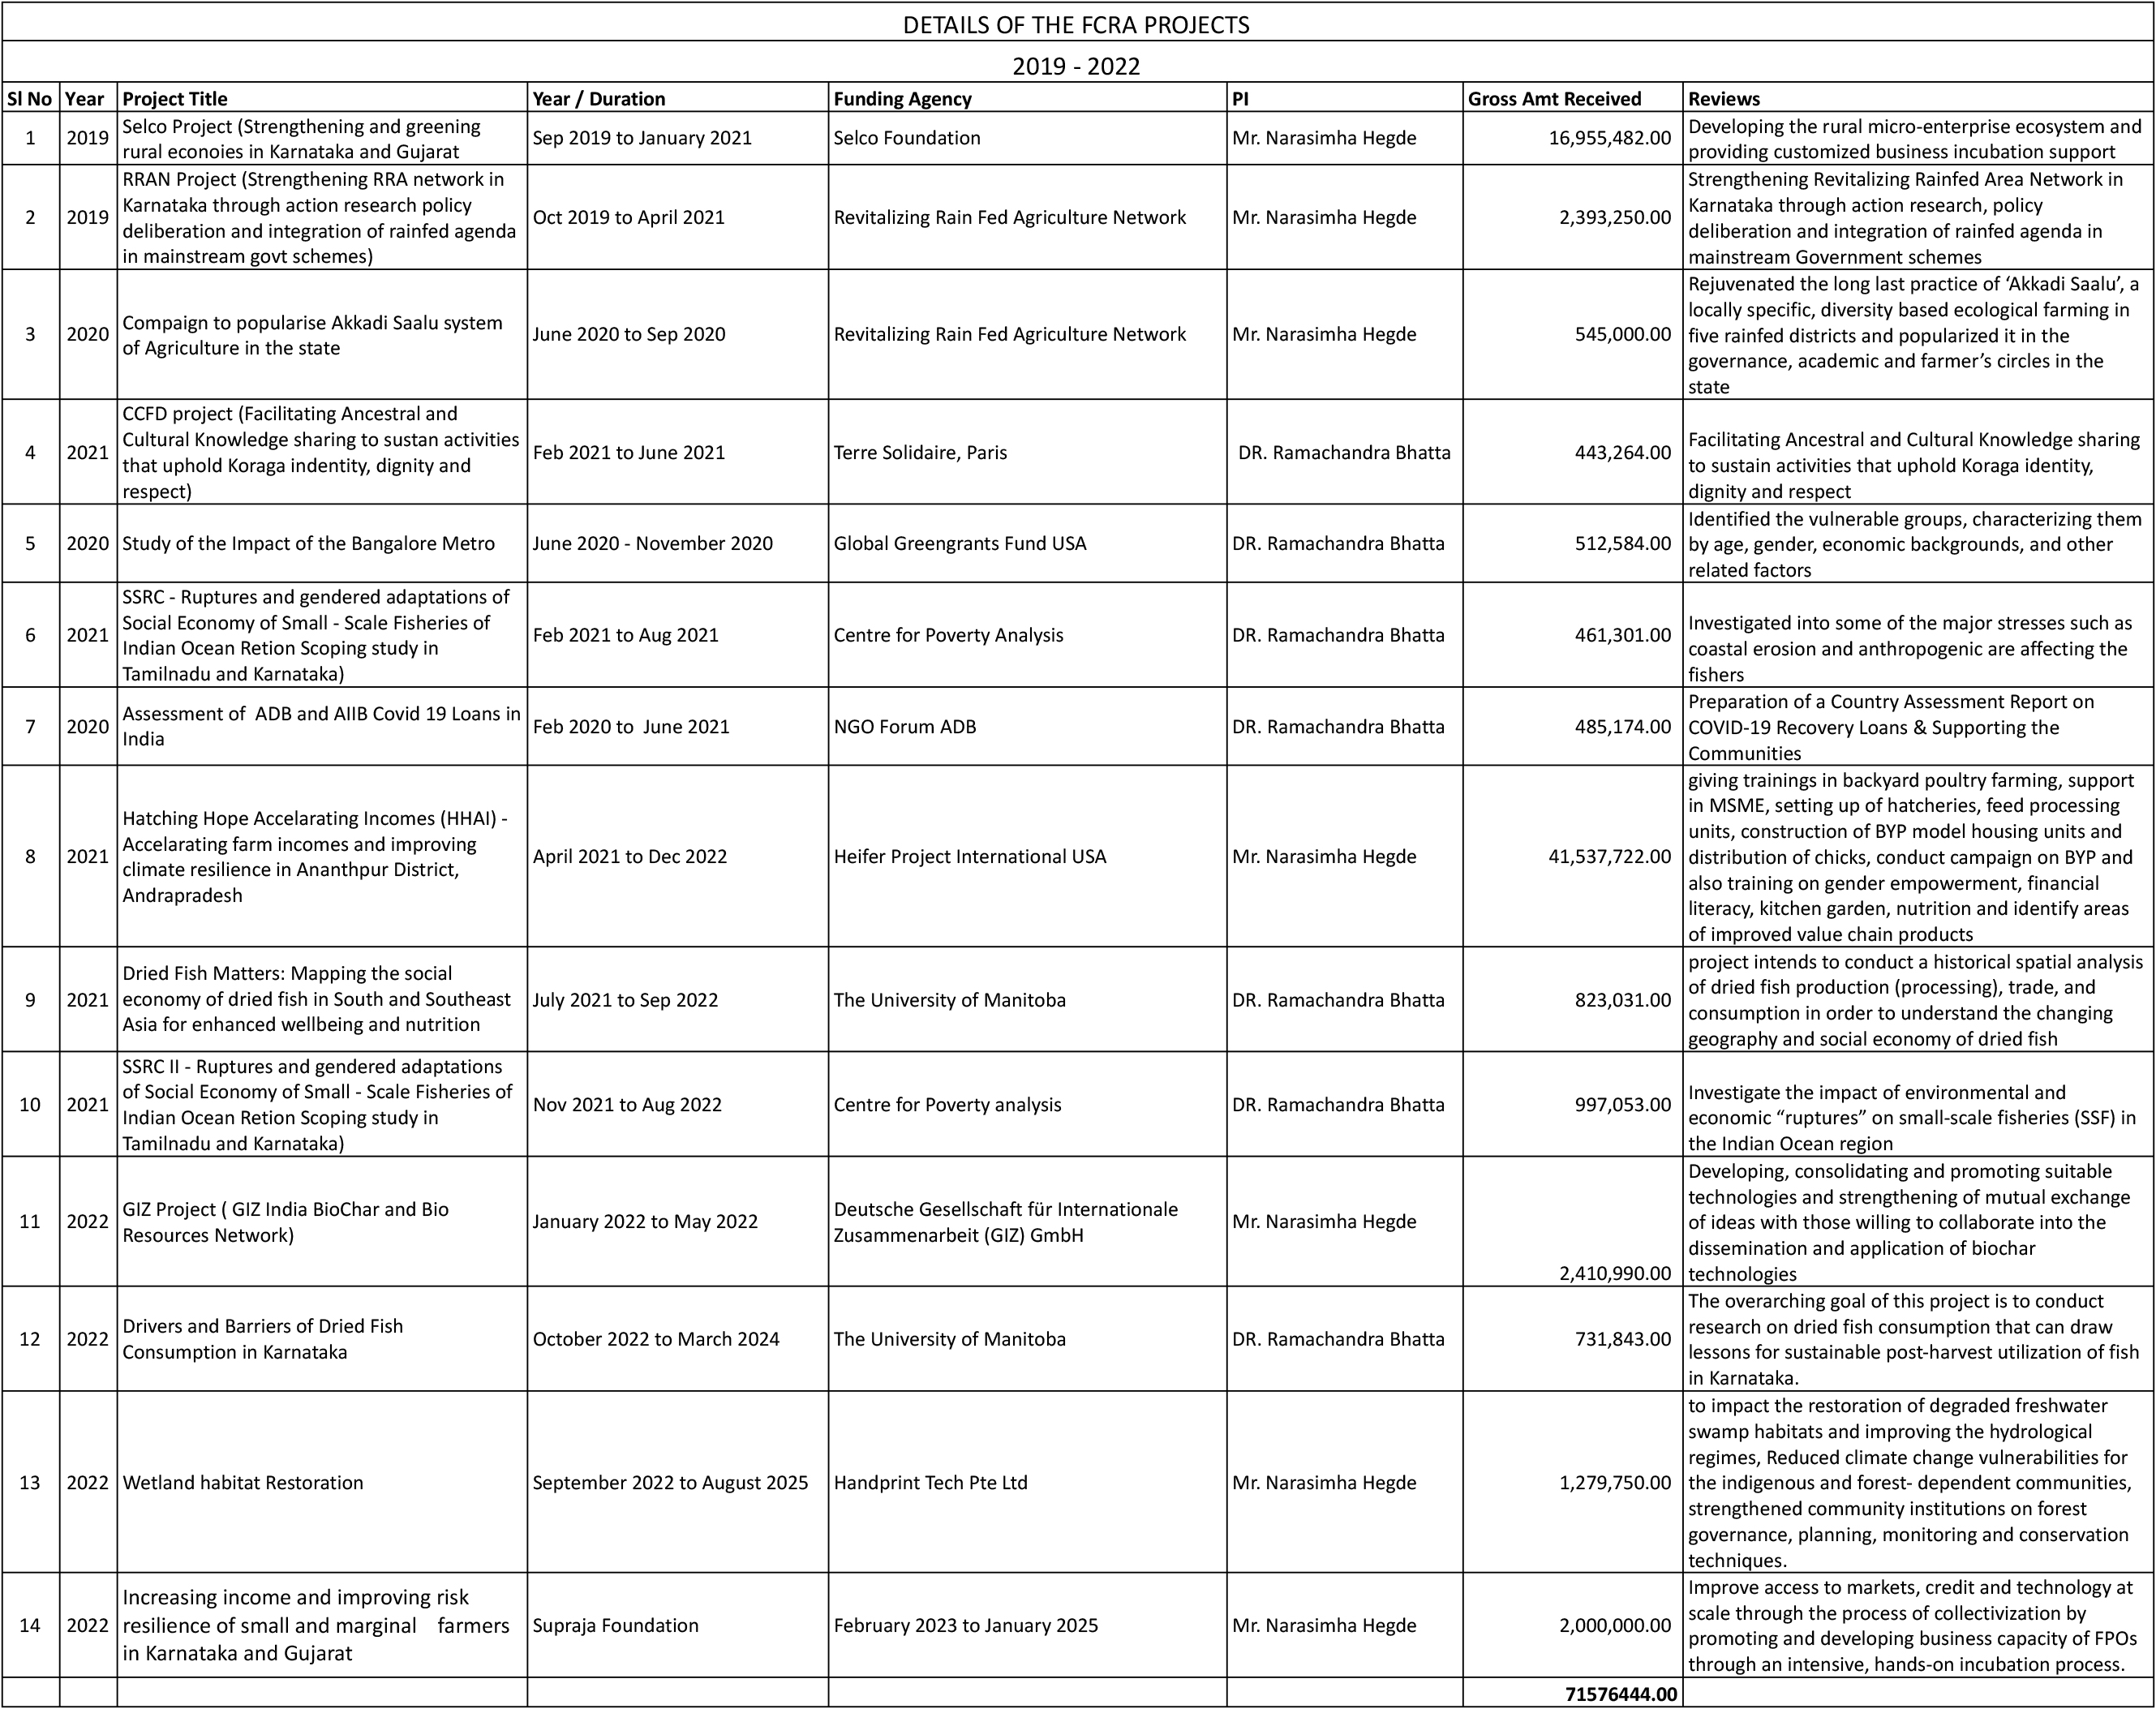 DETAILS OF THE FCRA PROJECTS
2019 - 2022
Sl No Year Project Title Year / Duration Funding Agency PI Gross Amt Received Reviews
1 2019 Selco Project (Strengthening and greening
rural econoies in Karnataka and Gujarat Sep 2019 to January 2021 Selco Foundation Mr. Narasimha Hegde 16,955,482.00 Developing the rural micro-enterprise ecosystem and
providing customized business incubation support
2 2019 RRAN Project (Strengthening RRA network in
Karnataka through action research policy
deliberation and integration of rainfed agenda
in mainstream govt schemes) Oct 2019 to April 2021 Revitalizing Rain Fed Agriculture Network Mr. Narasimha Hegde 2,393,250.00 Strengthening Revitalizing Rainfed Area Network in
Karnataka through action research, policy
deliberation and integration of rainfed agenda in
mainstream Government schemes
3 2020 Compaign to popularise Akkadi Saalu system
of Agriculture in the state June 2020 to Sep 2020 Revitalizing Rain Fed Agriculture Network Mr. Narasimha Hegde 545,000.00 Rejuvenated the long last practice of ‘Akkadi Saalu’, a
locally specific, diversity based ecological farming in
five rainfed districts and popularized it in the
governance, academic and farmer’s circles in the
state
4 2021 CCFD project (Facilitating Ancestral and
Cultural Knowledge sharing to sustan activities
that uphold Koraga indentity, dignity and
respect) Feb 2021 to June 2021 Terre Solidaire, Paris DR. Ramachandra Bhatta 443,264.00 Facilitating Ancestral and Cultural Knowledge sharing
to sustain activities that uphold Koraga identity,
dignity and respect
5 2020 Study of the Impact of the Bangalore Metro June 2020 - November 2020 Global Greengrants Fund USA DR. Ramachandra Bhatta 512,584.00 Identified the vulnerable groups, characterizing them
by age, gender, economic backgrounds, and other
related factors
6 2021 SSRC - Ruptures and gendered adaptations of
Social Economy of Small - Scale Fisheries of
Indian Ocean Retion Scoping study in
Tamilnadu and Karnataka) Feb 2021 to Aug 2021 Centre for Poverty Analysis DR. Ramachandra Bhatta 461,301.00 Investigated into some of the major stresses such as
coastal erosion and anthropogenic are affecting the
fishers
7 2020 Assessment of ADB and AIIB Covid 19 Loans in
India Feb 2020 to June 2021 NGO Forum ADB DR. Ramachandra Bhatta 485,174.00 Preparation of a Country Assessment Report on
COVID-19 Recovery Loans & Supporting the
Communities
8 2021 Hatching Hope Accelarating Incomes (HHAI) -
Accelarating farm incomes and improving
climate resilience in Ananthpur District,
Andrapradesh April 2021 to Dec 2022 Heifer Project International USA Mr. Narasimha Hegde 41,537,722.00 giving trainings in backyard poultry farming, support
in MSME, setting up of hatcheries, feed processing
units, construction of BYP model housing units and
distribution of chicks, conduct campaign on BYP and
also training on gender empowerment, financial
literacy, kitchen garden, nutrition and identify areas
of improved value chain products
9 2021 Dried Fish Matters: Mapping the social
economy of dried fish in South and Southeast
Asia for enhanced wellbeing and nutrition July 2021 to Sep 2022 The University of Manitoba DR. Ramachandra Bhatta 823,031.00 project intends to conduct a historical spatial analysis
of dried fish production (processing), trade, and
consumption in order to understand the changing
geography and social economy of dried fish
10 2021 SSRC II - Ruptures and gendered adaptations
of Social Economy of Small - Scale Fisheries of
Indian Ocean Retion Scoping study in
Tamilnadu and Karnataka) Nov 2021 to Aug 2022 Centre for Poverty analysis DR. Ramachandra Bhatta 997,053.00 Investigate the impact of environmental and
economic “ruptures” on small-scale fisheries (SSF) in
the Indian Ocean region
11 2022 GIZ Project ( GIZ India BioChar and Bio
Resources Network) January 2022 to May 2022 Deutsche Gesellschaft für Internationale
Zusammenarbeit (GIZ) GmbH Mr. Narasimha Hegde 2,410,990.00 Developing, consolidating and promoting suitable
technologies and strengthening of mutual exchange
of ideas with those willing to collaborate into the
dissemination and application of biochar
technologies
12 2022 Drivers and Barriers of Dried Fish
Consumption in Karnataka October 2022 to March 2024 The University of Manitoba DR. Ramachandra Bhatta 731,843.00 The overarching goal of this project is to conduct
research on dried fish consumption that can draw
lessons for sustainable post-harvest utilization of fish
in Karnataka.
13 2022 Wetland habitat Restoration September 2022 to August 2025 Handprint Tech Pte Ltd Mr. Narasimha Hegde 1,279,750.00 to impact the restoration of degraded freshwater
swamp habitats and improving the hydrological
regimes, Reduced climate change vulnerabilities for
the indigenous and forest- dependent communities,
strengthened community institutions on forest
governance, planning, monitoring and conservation
techniques.
14 2022 Increasing income and improving risk
resilience of small and marginal farmers
in Karnataka and Gujarat Supraja Foundation February 2023 to January 2025 Mr. Narasimha Hegde 2,000,000.00 Improve access to markets, credit and technology at
scale through the process of collectivization by
promoting and developing business capacity of FPOs
through an intensive, hands-on incubation process.
71576444.00